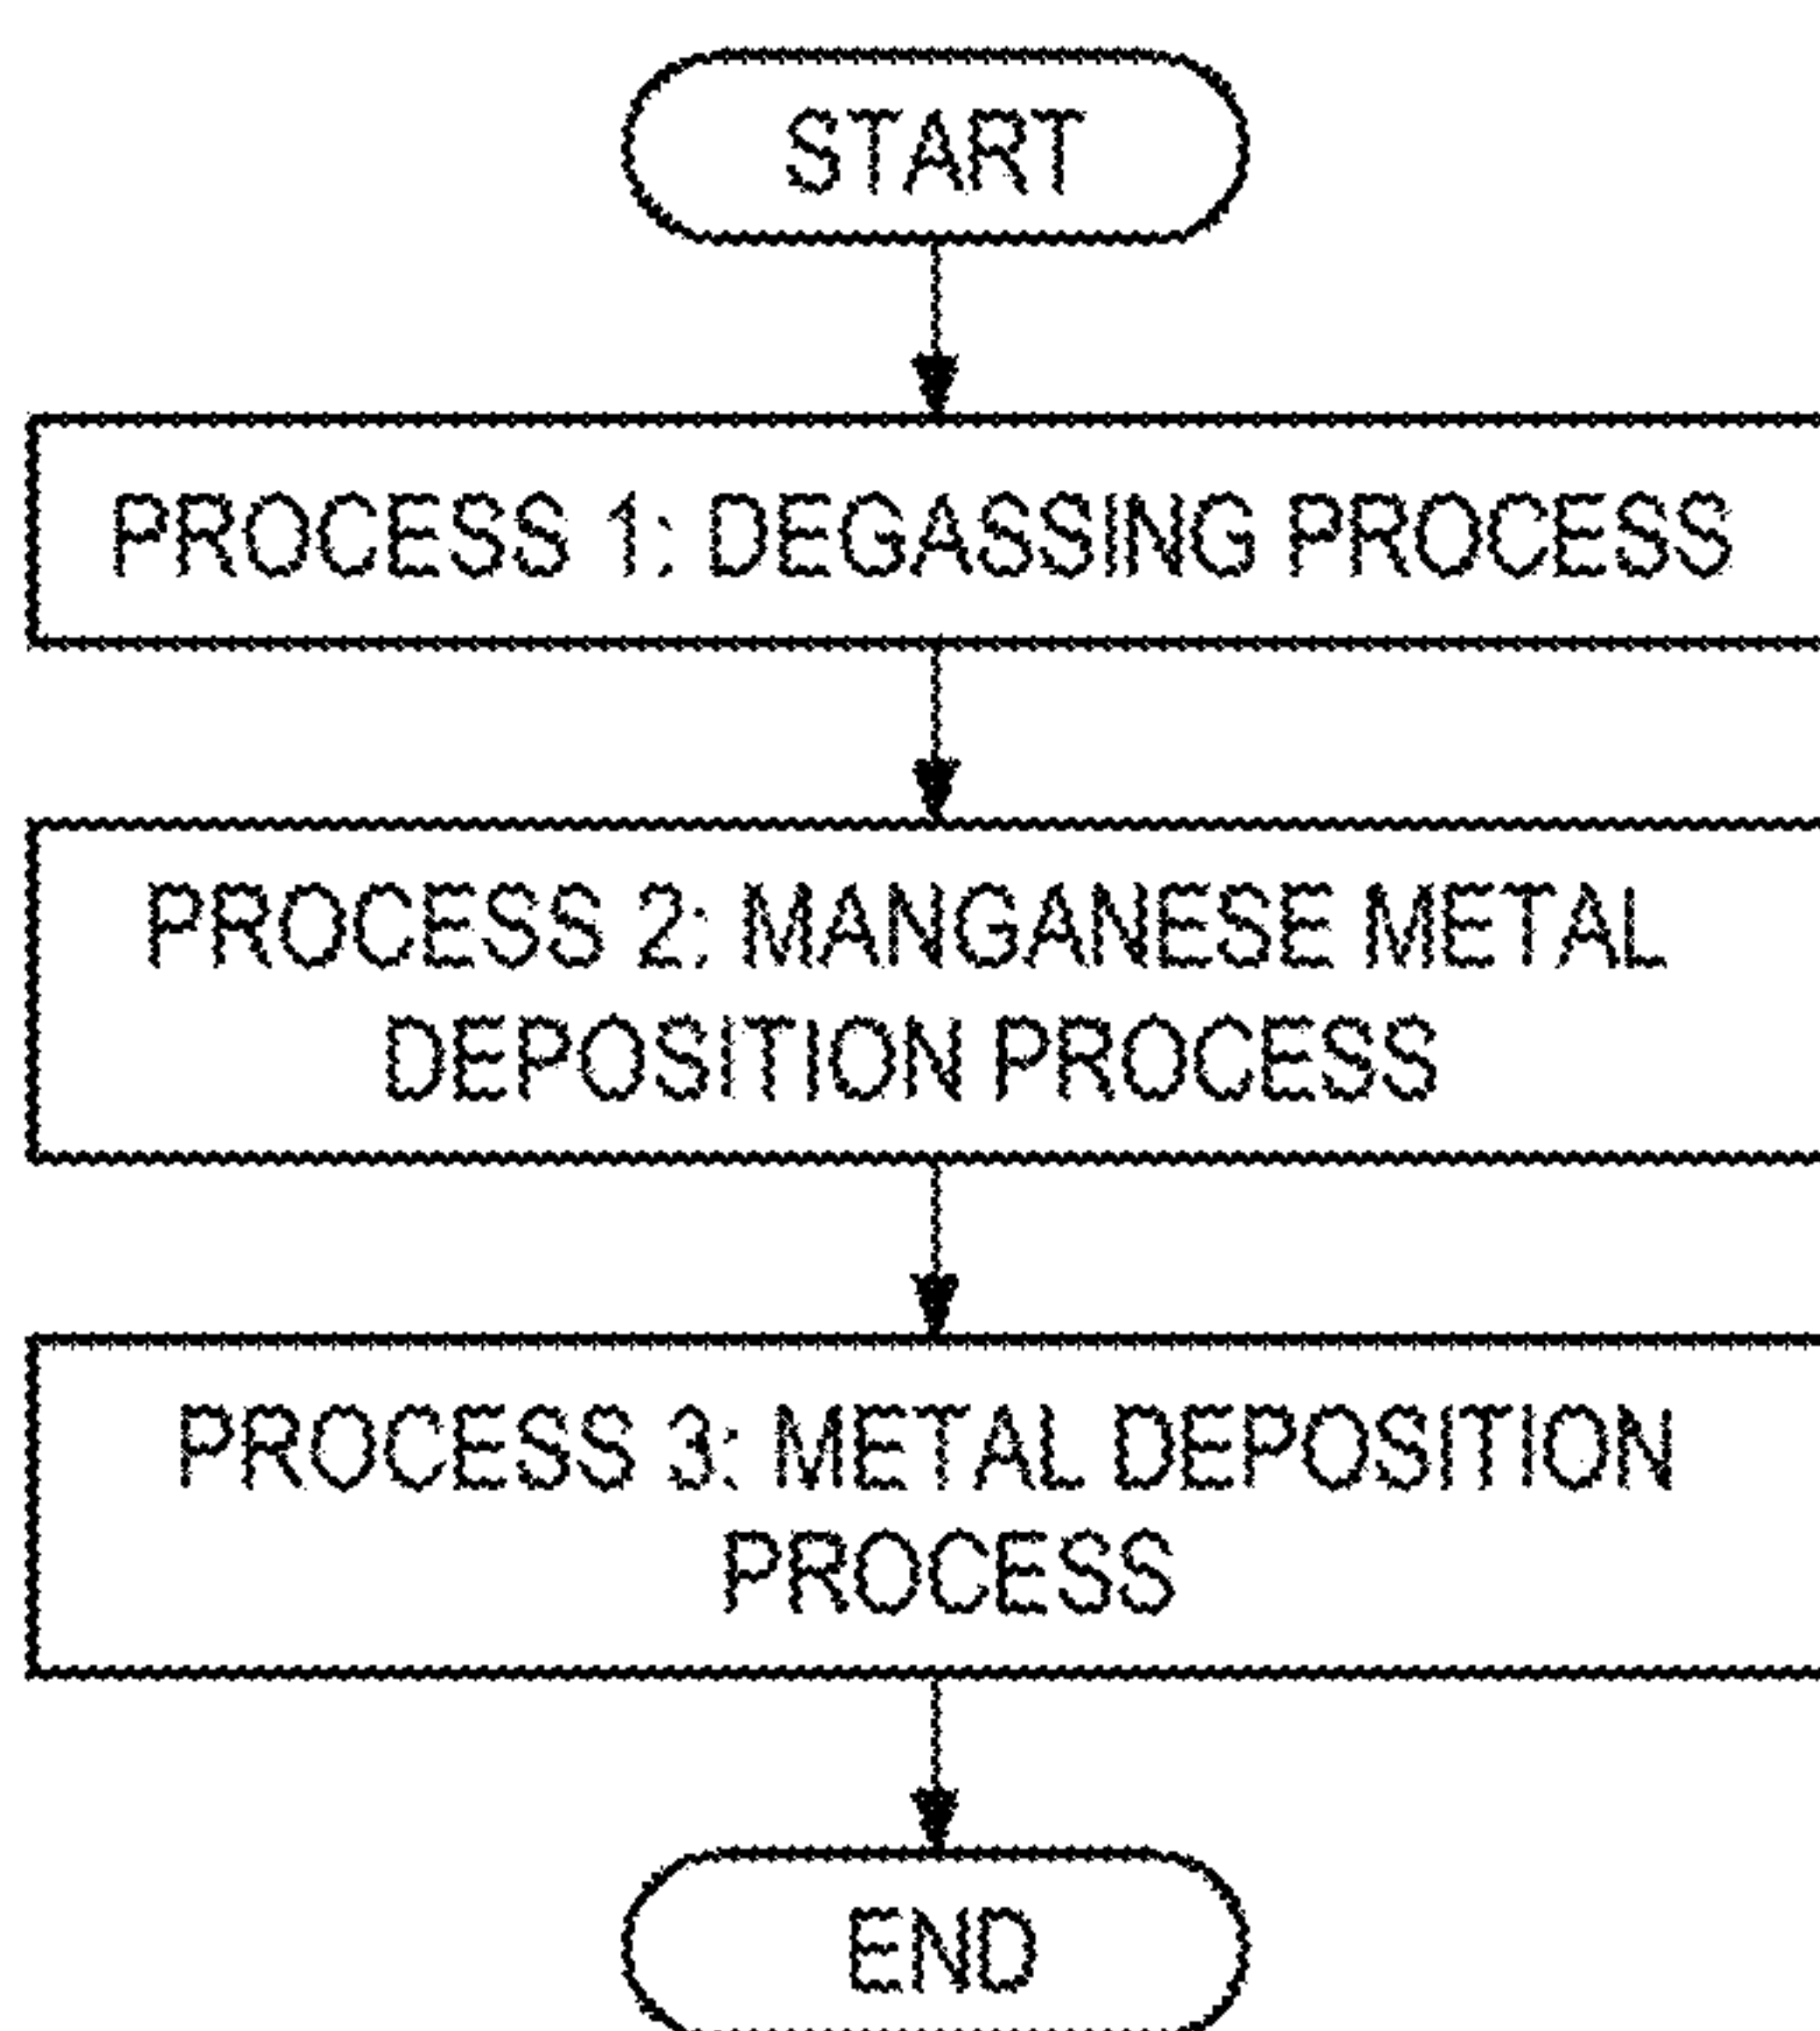 START
PROCESS 1: DEGASSING PROCESS
PROCESS 2: MANGANESE METAL
DEPOSITION PROCESS
PROCESS 3: METAL DEPOSITION
PROCESS
END